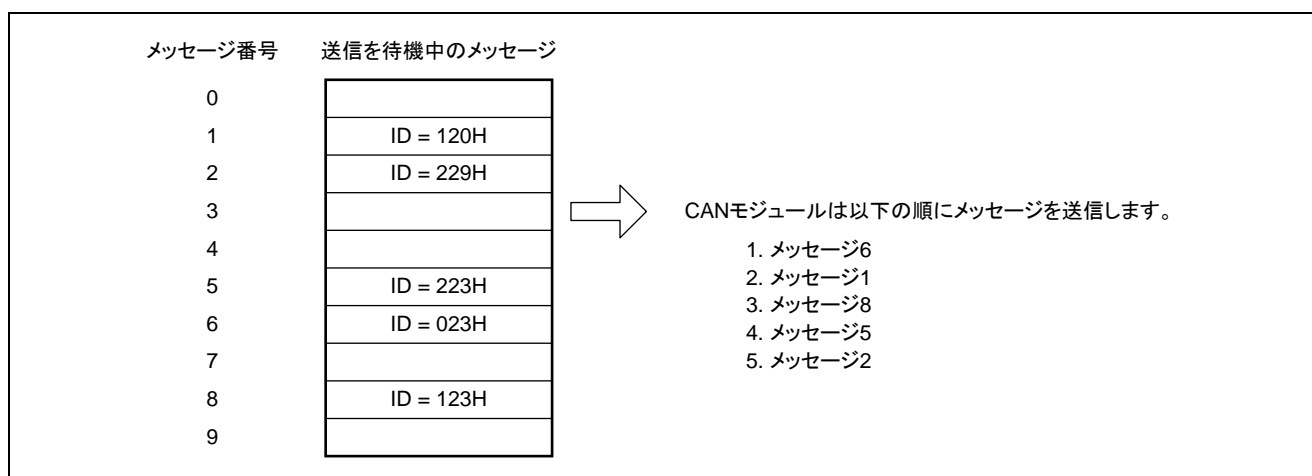 メッセージ番号 送信を待機中のメッセージ
0
1 ID = 120H
2 ID = 229H
3
CANモジュールは以下の順にメッセージを送信します。
4
5 ID = 223H
6 ID = 023H
7
8 ID = 123H
9
1. メッセージ6
2. メッセージ1
3. メッセージ8
4. メッセージ5
5. メッセージ2